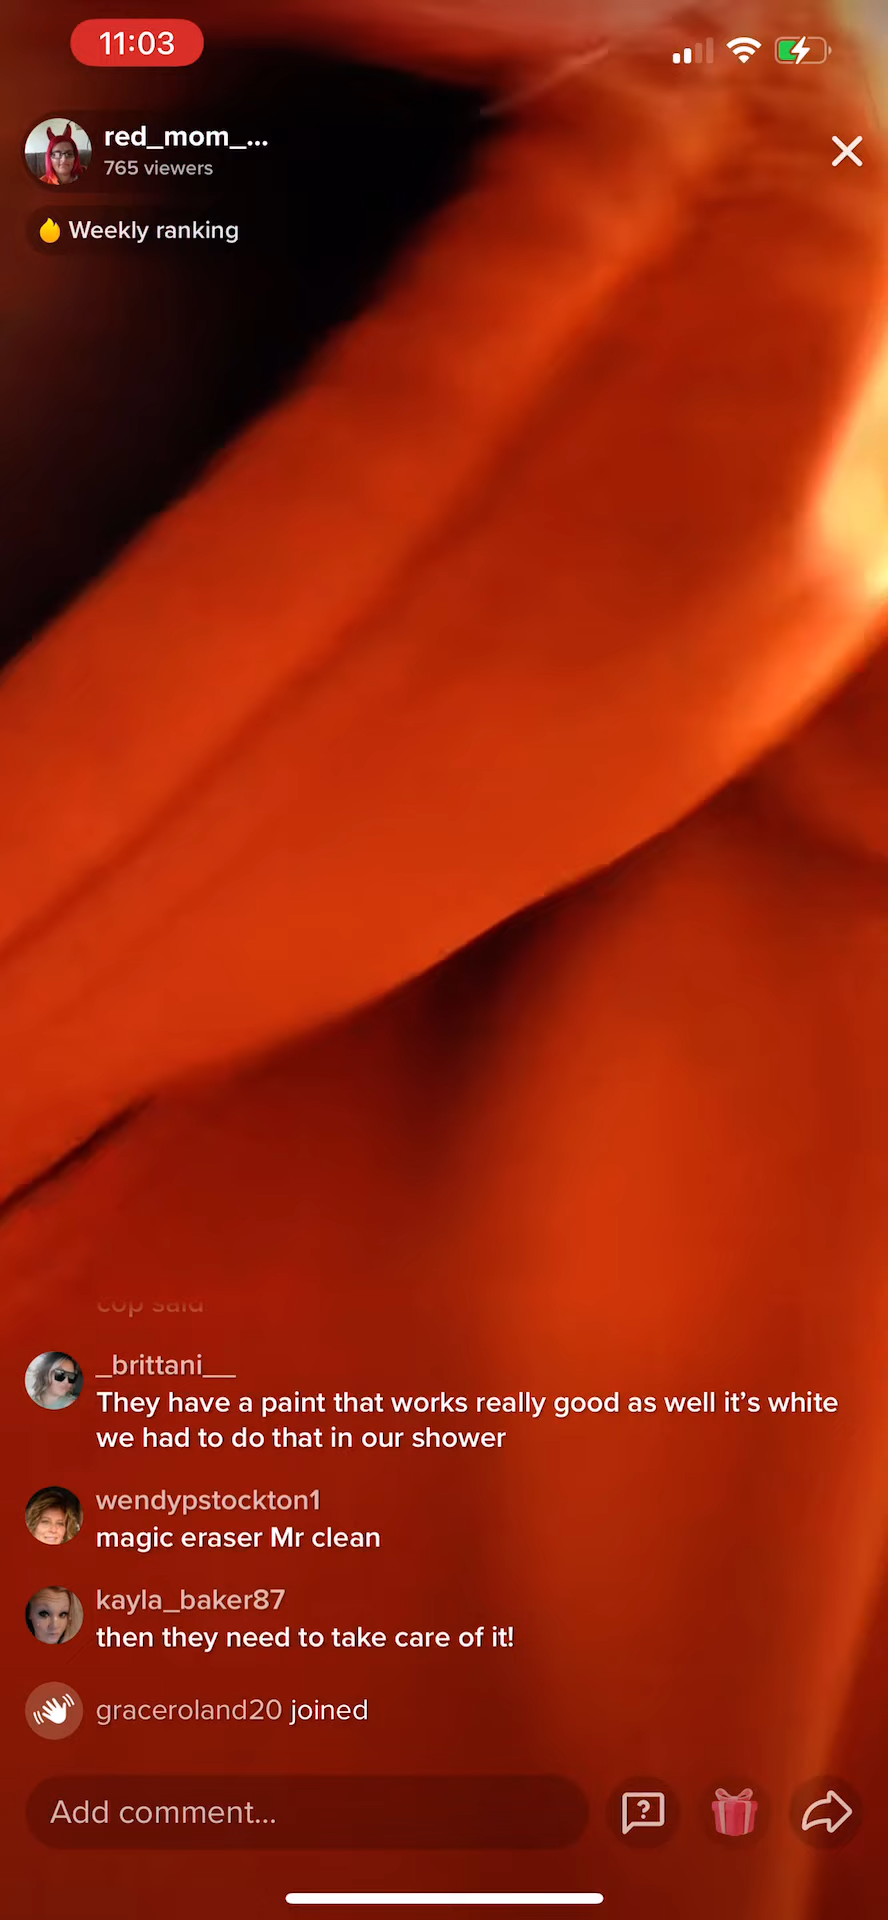 11:03
red_mom_...
765 viewers
Weekly ranking
cop said
_brittani__
They have a paint that works really good as well it’s white
we had to do that in our shower
wendypstockton1
magic eraser Mr clean
kayla_baker87
then they need to take care of it!
graceroland20 joined
Add comment...
?